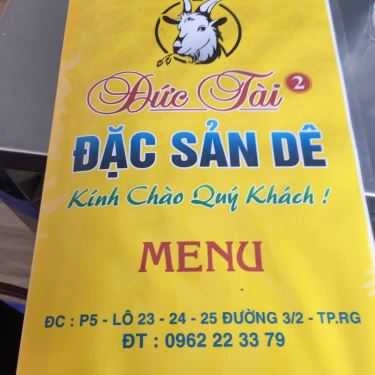 Đức Tài 2
ĐẶC SẢN DÊ
Kính Chào Quý Khách !
MENU
ĐC : P5 - LÔ 23 - 24 - 25 ĐƯỜNG 3/2 - TP.RG
ĐT : 0962 22 33 79